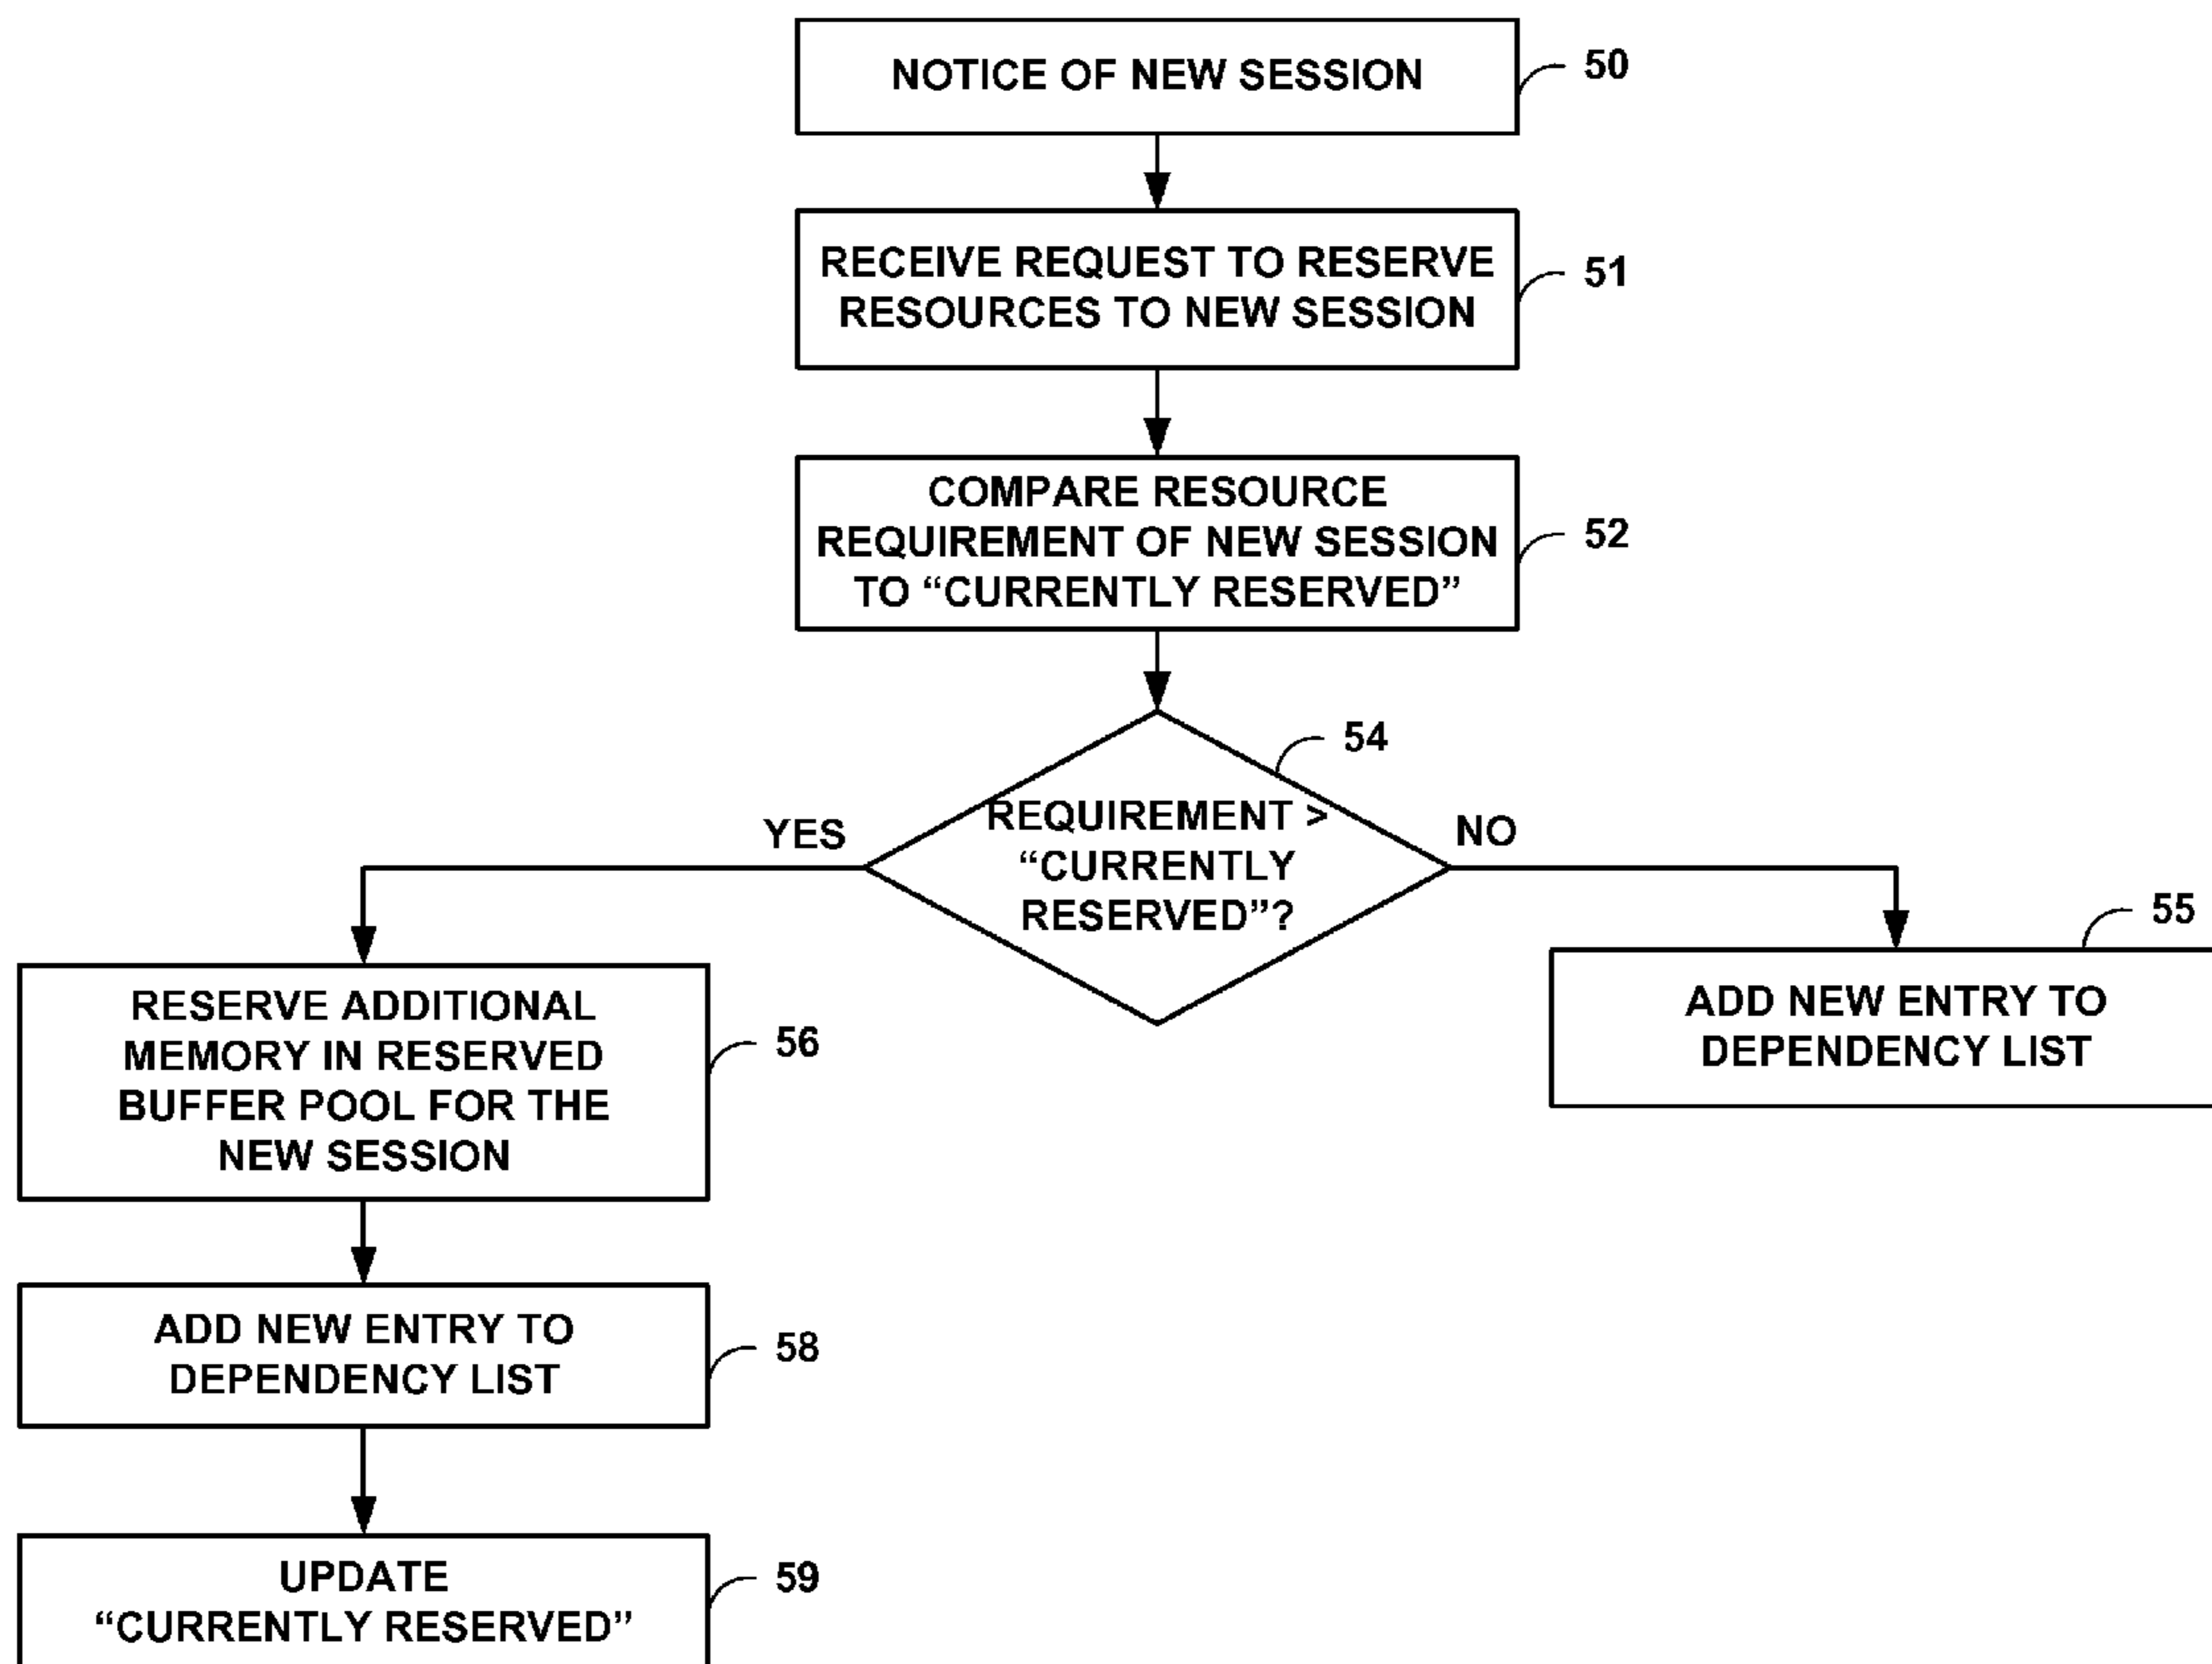 NOTICE OF NEW SESSION
50
RECEIVE REQUEST TO RESERVE
RESOURCES TO NEW SESSION
51
COMPARE RESOURCE
REQUIREMENT OF NEW SESSION
TO “CURRENTLY RESERVED”
52
54
REQUIREMENT >
“CURRENTLY
RESERVED”?
YES
NO
55
ADD NEW ENTRY TO
DEPENDENCY LIST
RESERVE ADDITIONAL
MEMORY IN RESERVED
BUFFER POOL FOR THE
NEW SESSION
56
ADD NEW ENTRY TO
DEPENDENCY LIST
58
UPDATE
“CURRENTLY RESERVED”
59